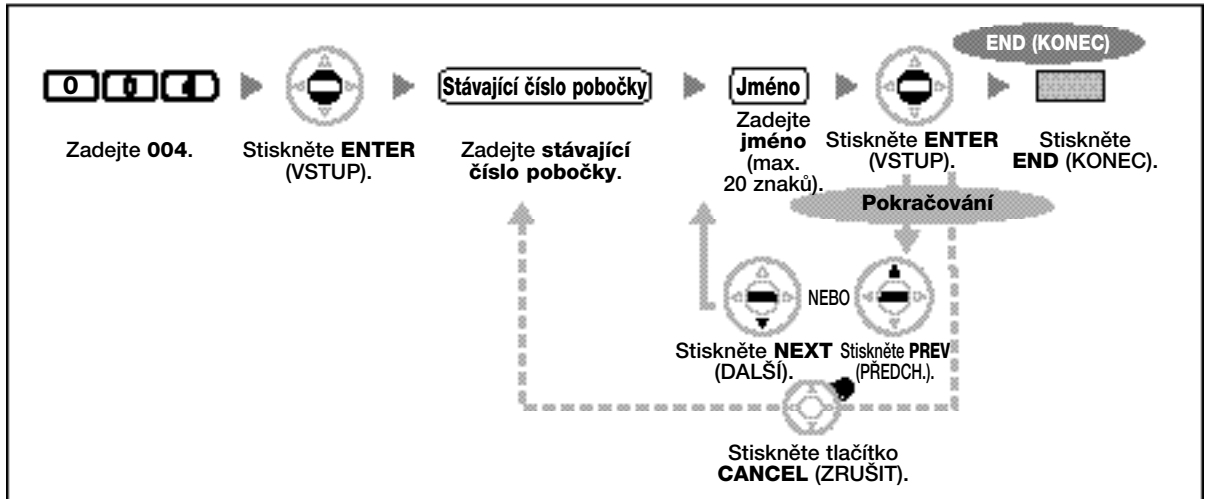 END (KONEC)
0 0 4
Stávající číslo pobočky
Jméno
Zadejte 004.
Stiskněte ENTER
(VSTUP).
Zadejte stávající
číslo pobočky.
Zadejte
jméno
(max.
20 znaků).
Stiskněte ENTER
(VSTUP).
Stiskněte
END (KONEC).
Pokračování
NEBO
Stiskněte NEXT
(DALŠÍ).
Stiskněte PREV
(PŘEDCH.).
Stiskněte tlačítko
CANCEL (ZRUŠIT).